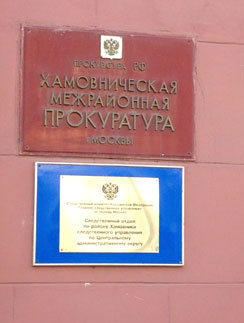 ПРОКУРАТУРА РФ
ХАМОВНИЧЕСКАЯ
МЕЖРАЙОННАЯ
ПРОКУРАТУРА
г.МОСКВЫ
Следственный отдел
по району Хамовники
следственного управления
по Центральному
административному округу